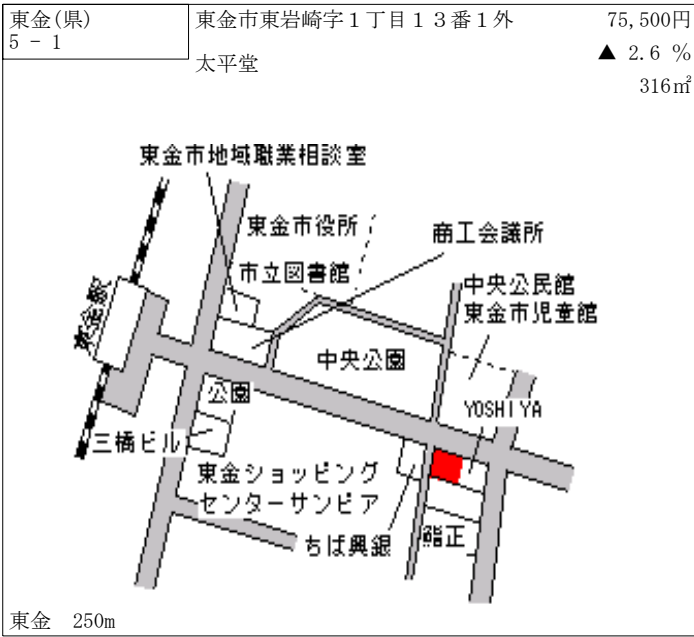 東金(県)
5 - 1
東金市東岩崎字１丁目１３番１外
太平堂
75,500円
▲ 2.6 %
316㎡
東金市地域職業相談室
東金市役所
商工会議所
市立図書館
中央公民館
東金市児童館
東金駅
中央公園
公園
YOSHIYA
三橋ビル
東金ショッピング
センターサンピア
ちば興銀
鮨正
東金　250m